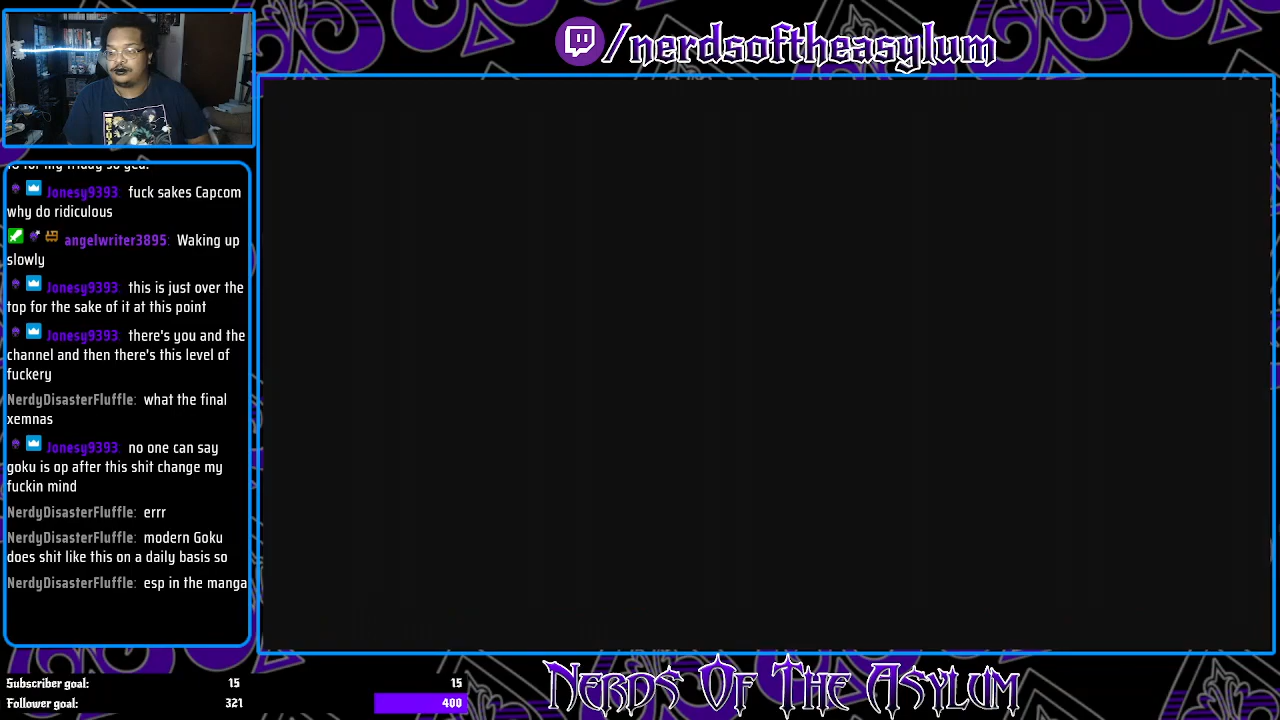 /nerdsoftheasylum
Jonesy9393: fuck sakes Capcom
why do ridiculous
angelwriter3895: Waking up
slowly
Jonesy9393: this is just over the
top for the sake of it at this point
Jonesy9393: there's you and the
channel and then there's this level of
fuckery
NerdyDisasterFluffle: what the final
xemnas
Jonesy9393: no one can say
goku is op after this shit change my
fuckin mind
NerdyDisasterFluffle: errr
NerdyDisasterFluffle: modern Goku
does shit like this on a daily basis so
NerdyDisasterFluffle: esp in the manga
Subscriber goal: 15 15
Follower goal: 321 400
Nerds Of The Asylum